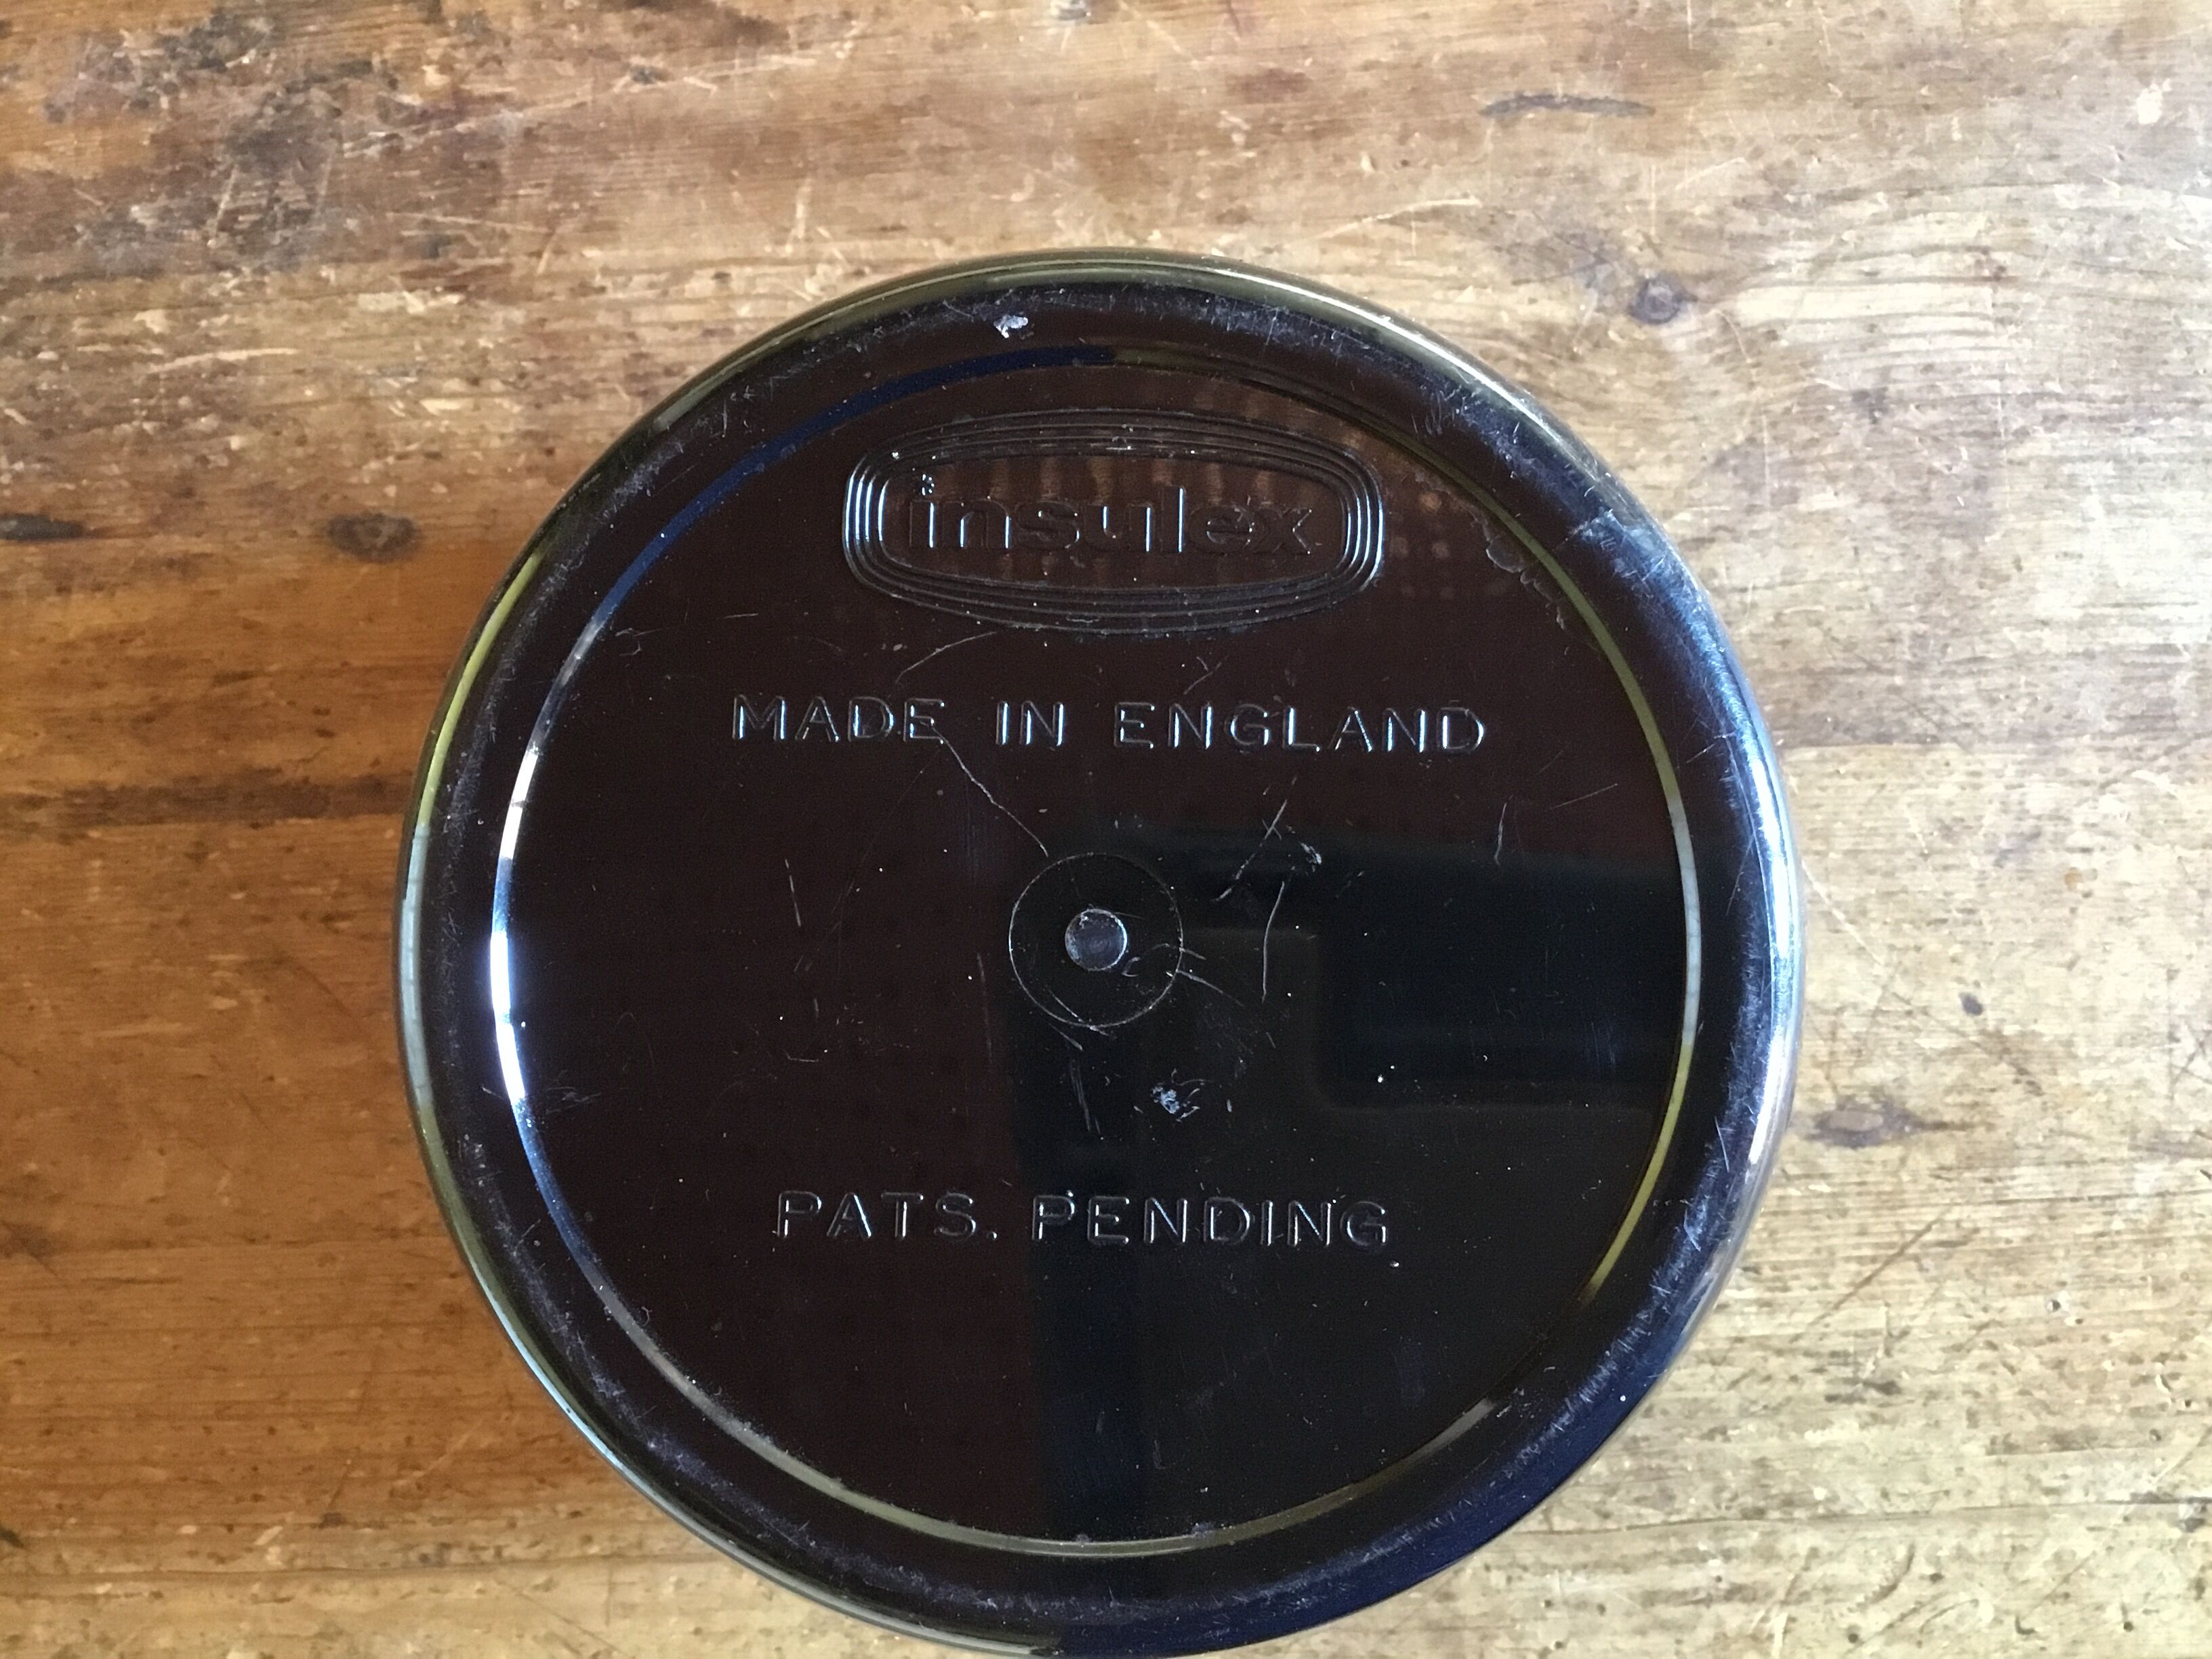 insulex
MADE IN ENGLAND
PATS. PENDING